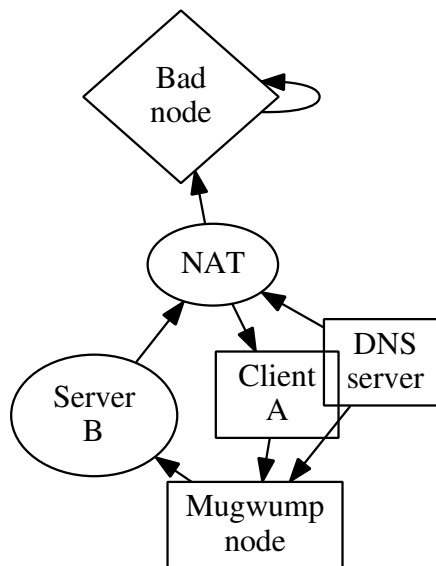 Bad
node
NAT
DNS
server
Client
A
Server
B
Mugwump
node